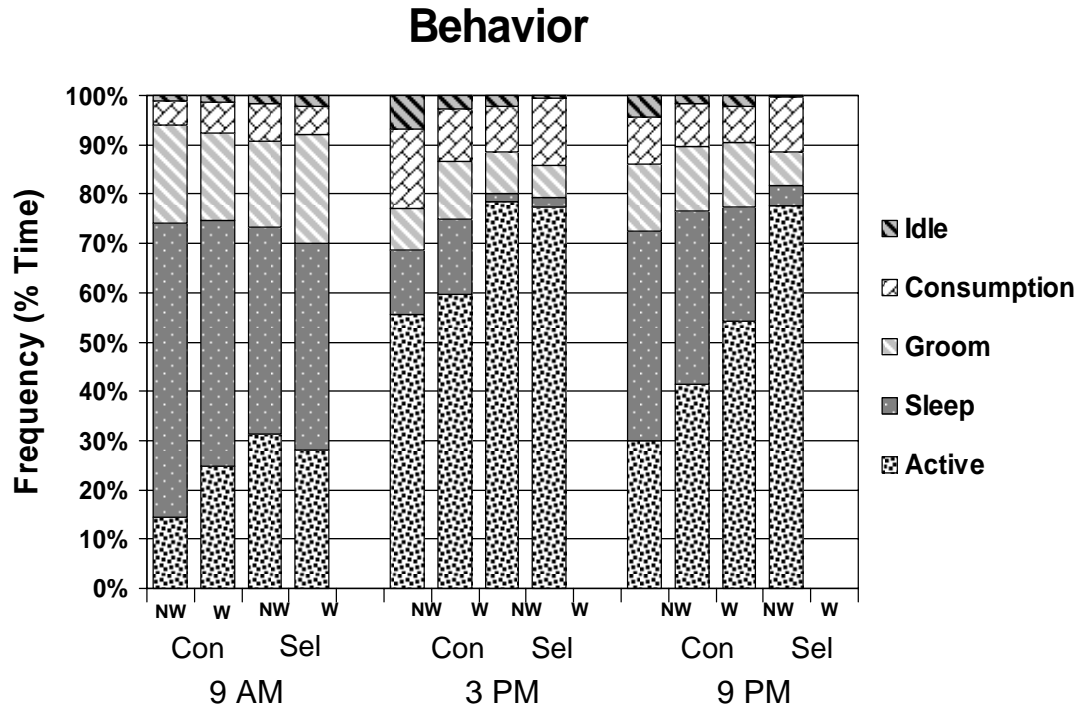 Behavior
Frequency (% Time)
100%
90%
80%
70%
60%
50%
40%
30%
20%
10%
0%
NW W NW W NW W NW W NW W NW W
Con Sel Con Sel Con Sel
9 AM 3 PM 9 PM
Idle
Consumption
Groom
Sleep
Active